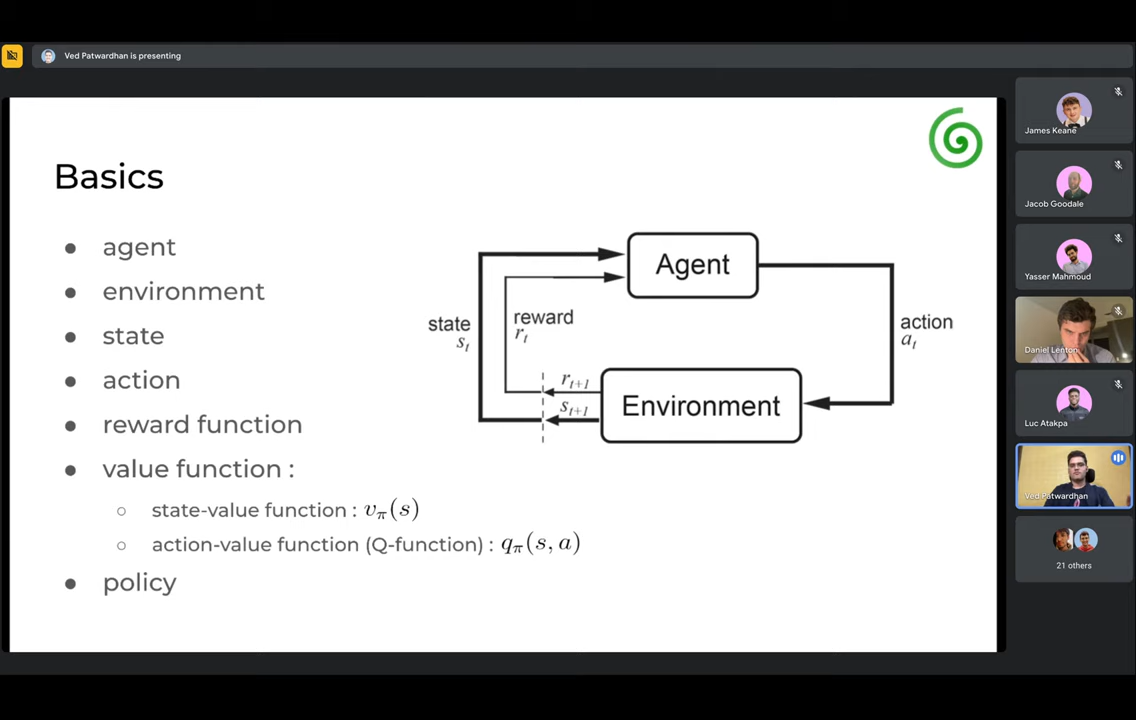 Ved Patwardhan is presenting
Basics
agent
environment
state
action
reward function
value function :
state-value function : vπ(s)
action-value function (Q-function) : qπ(s, a)
policy
Agent
state
st
reward
rt
action
at
rt+1
st+1
Environment
James Keane
Jacob Goodale
Yasser Mahmoud
Daniel Lenton
Luc Atakpa
Ved Patwardhan
21 others